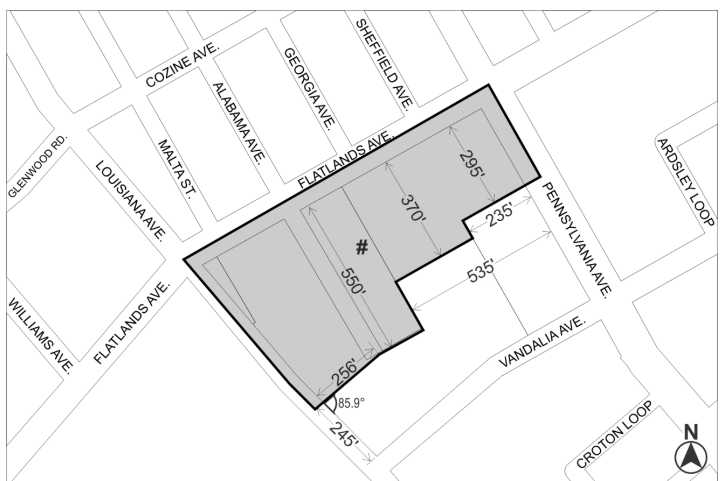 COZINE AVE.
SHEFFIELD AVE.
GEORGIA AVE.
ALABAMA AVE.
GLENWOOD RD.
MALTA ST.
LOUISIANA AVE.
FLATLANDS AVE.
ARDSLEY LOOP
295'
370'
235'
PENNSYLVANIA AVE.
#
550'
535'
WILLIAMS AVE.
FLATLANDS AVE.
VANDALIA AVE.
256'
85.9°
245'
CROTON LOOP
N